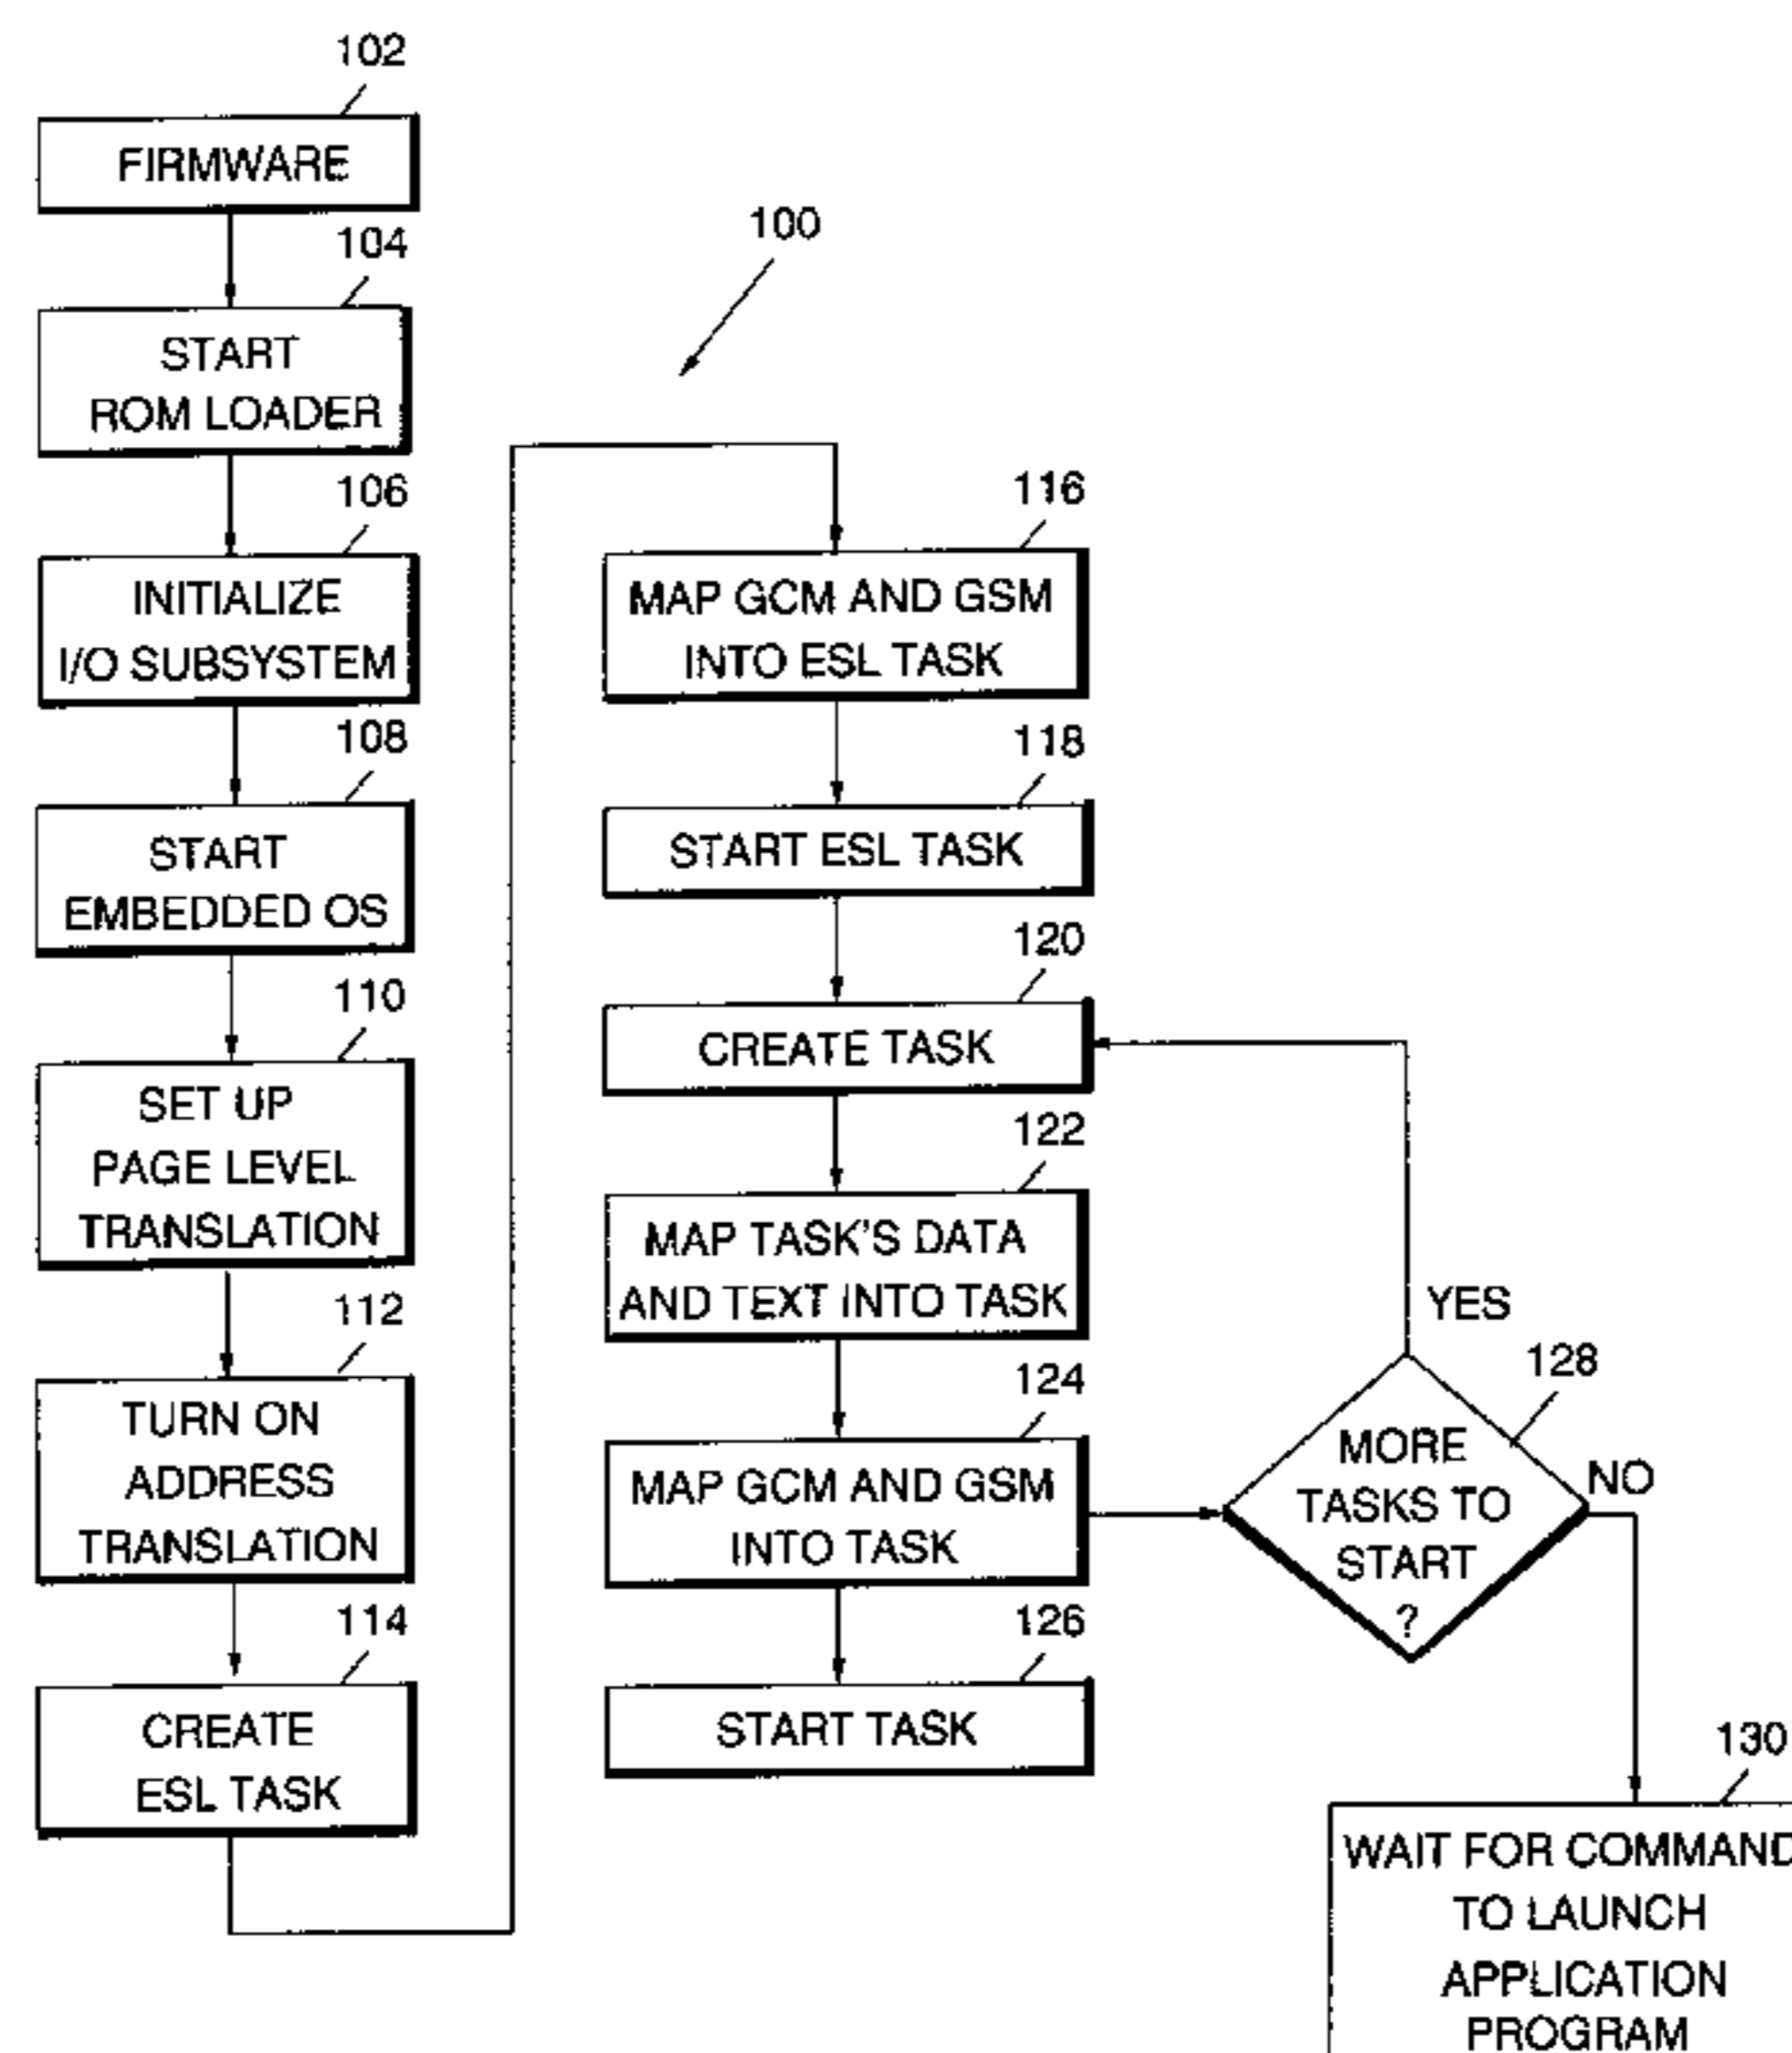 102
FIRMWARE
104
START
ROM LOADER
106
INITIALIZE
I/O SUBSYSTEM
108
START
EMBEDDED OS
110
SET UP
PAGE LEVEL
TRANSLATION
112
TURN ON
ADDRESS
TRANSLATION
114
CREATE
ESL TASK
100
116
MAP GCM AND GSM
INTO ESL TASK
118
START ESL TASK
120
CREATE TASK
122
MAP TASK'S DATA
AND TEXT INTO TASK
124
MAP GCM AND GSM
INTO TASK
126
START TASK
YES
128
MORE
TASKS TO
START
?
NO
130
WAIT FOR COMMAND
TO LAUNCH
APPLICATION
PROGRAM